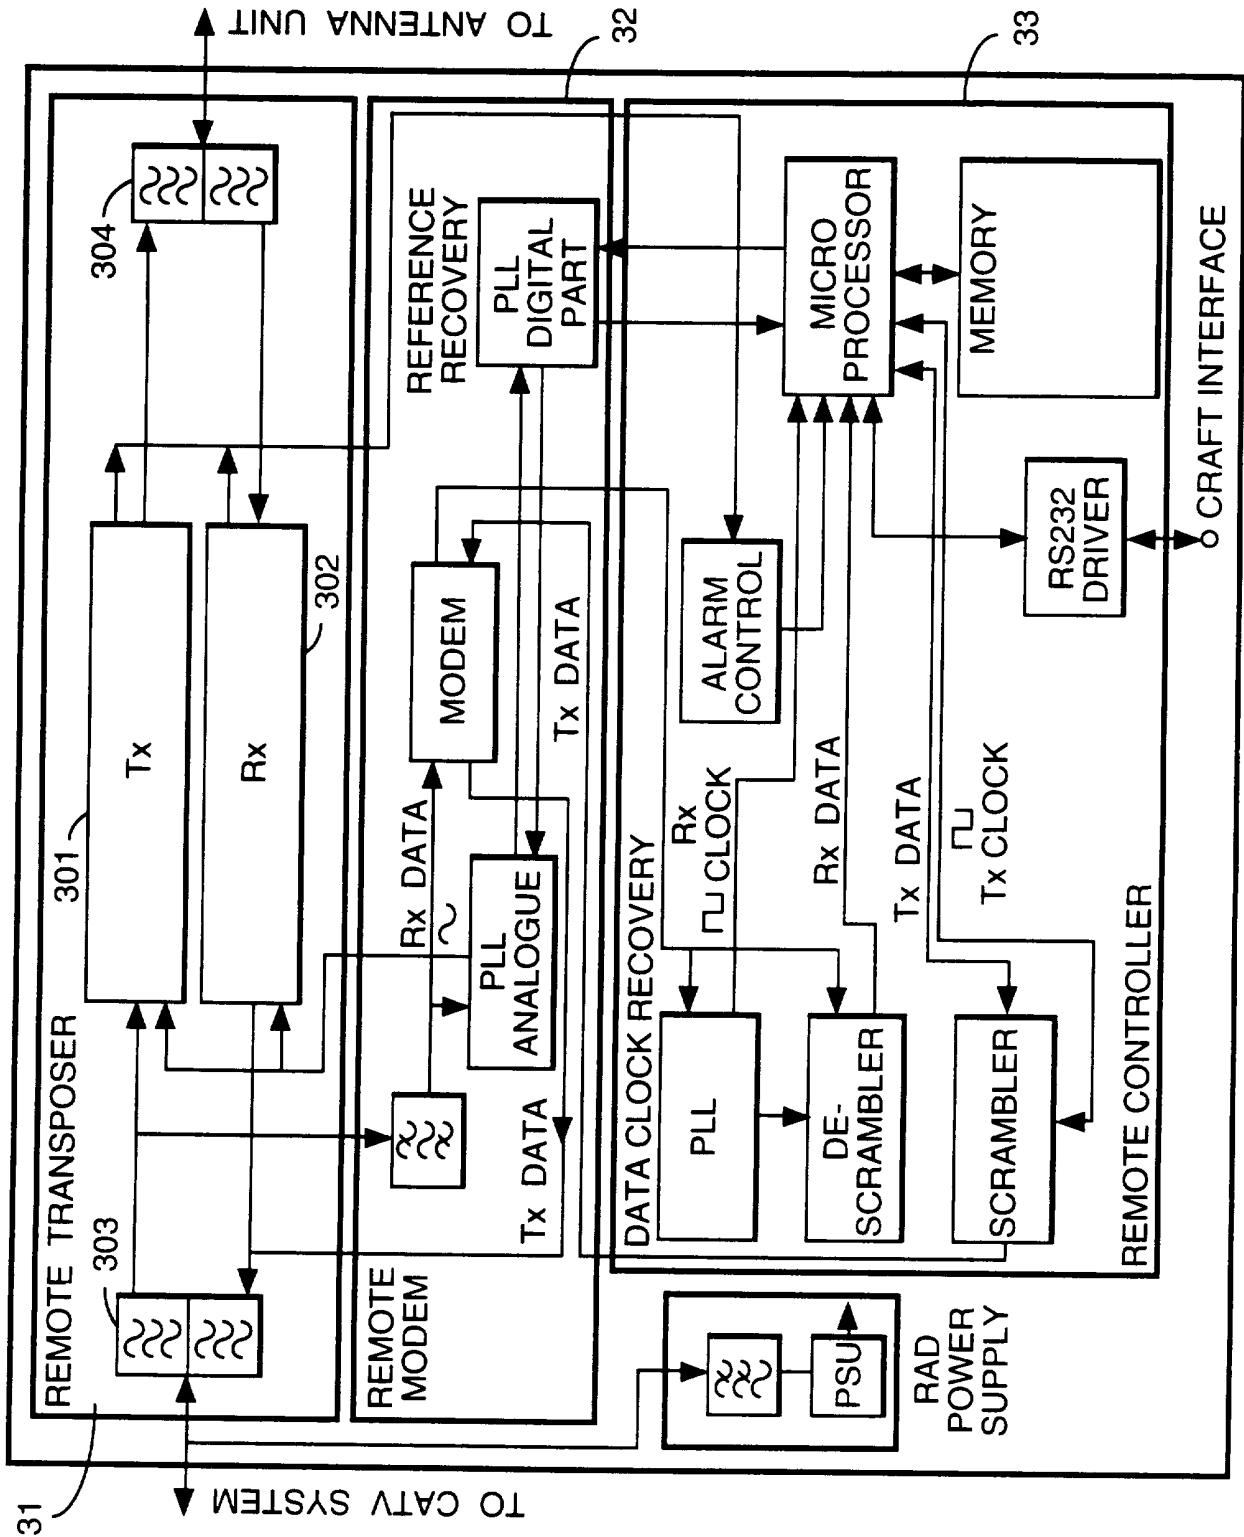 TO CATV SYSTEM
TO ANTENNA UNIT
31
REMOTE TRANSPOSER
303
301
Tx
Rx
302
304
REMOTE
MODEM
32
Rx DATA
PLL
ANALOGUE
MODEM
Tx DATA
Tx DATA
REFERENCE
RECOVERY
PLL
DIGITAL
PART
33
DATA CLOCK RECOVERY
PLL
DE-
SCRAMBLER
SCRAMBLER
Rx
CLOCK
Rx DATA
Tx DATA
Tx CLOCK
ALARM
CONTROL
MICRO
PROCESSOR
MEMORY
RS232
DRIVER
CRAFT INTERFACE
REMOTE CONTROLLER
PSU
RAD
POWER
SUPPLY